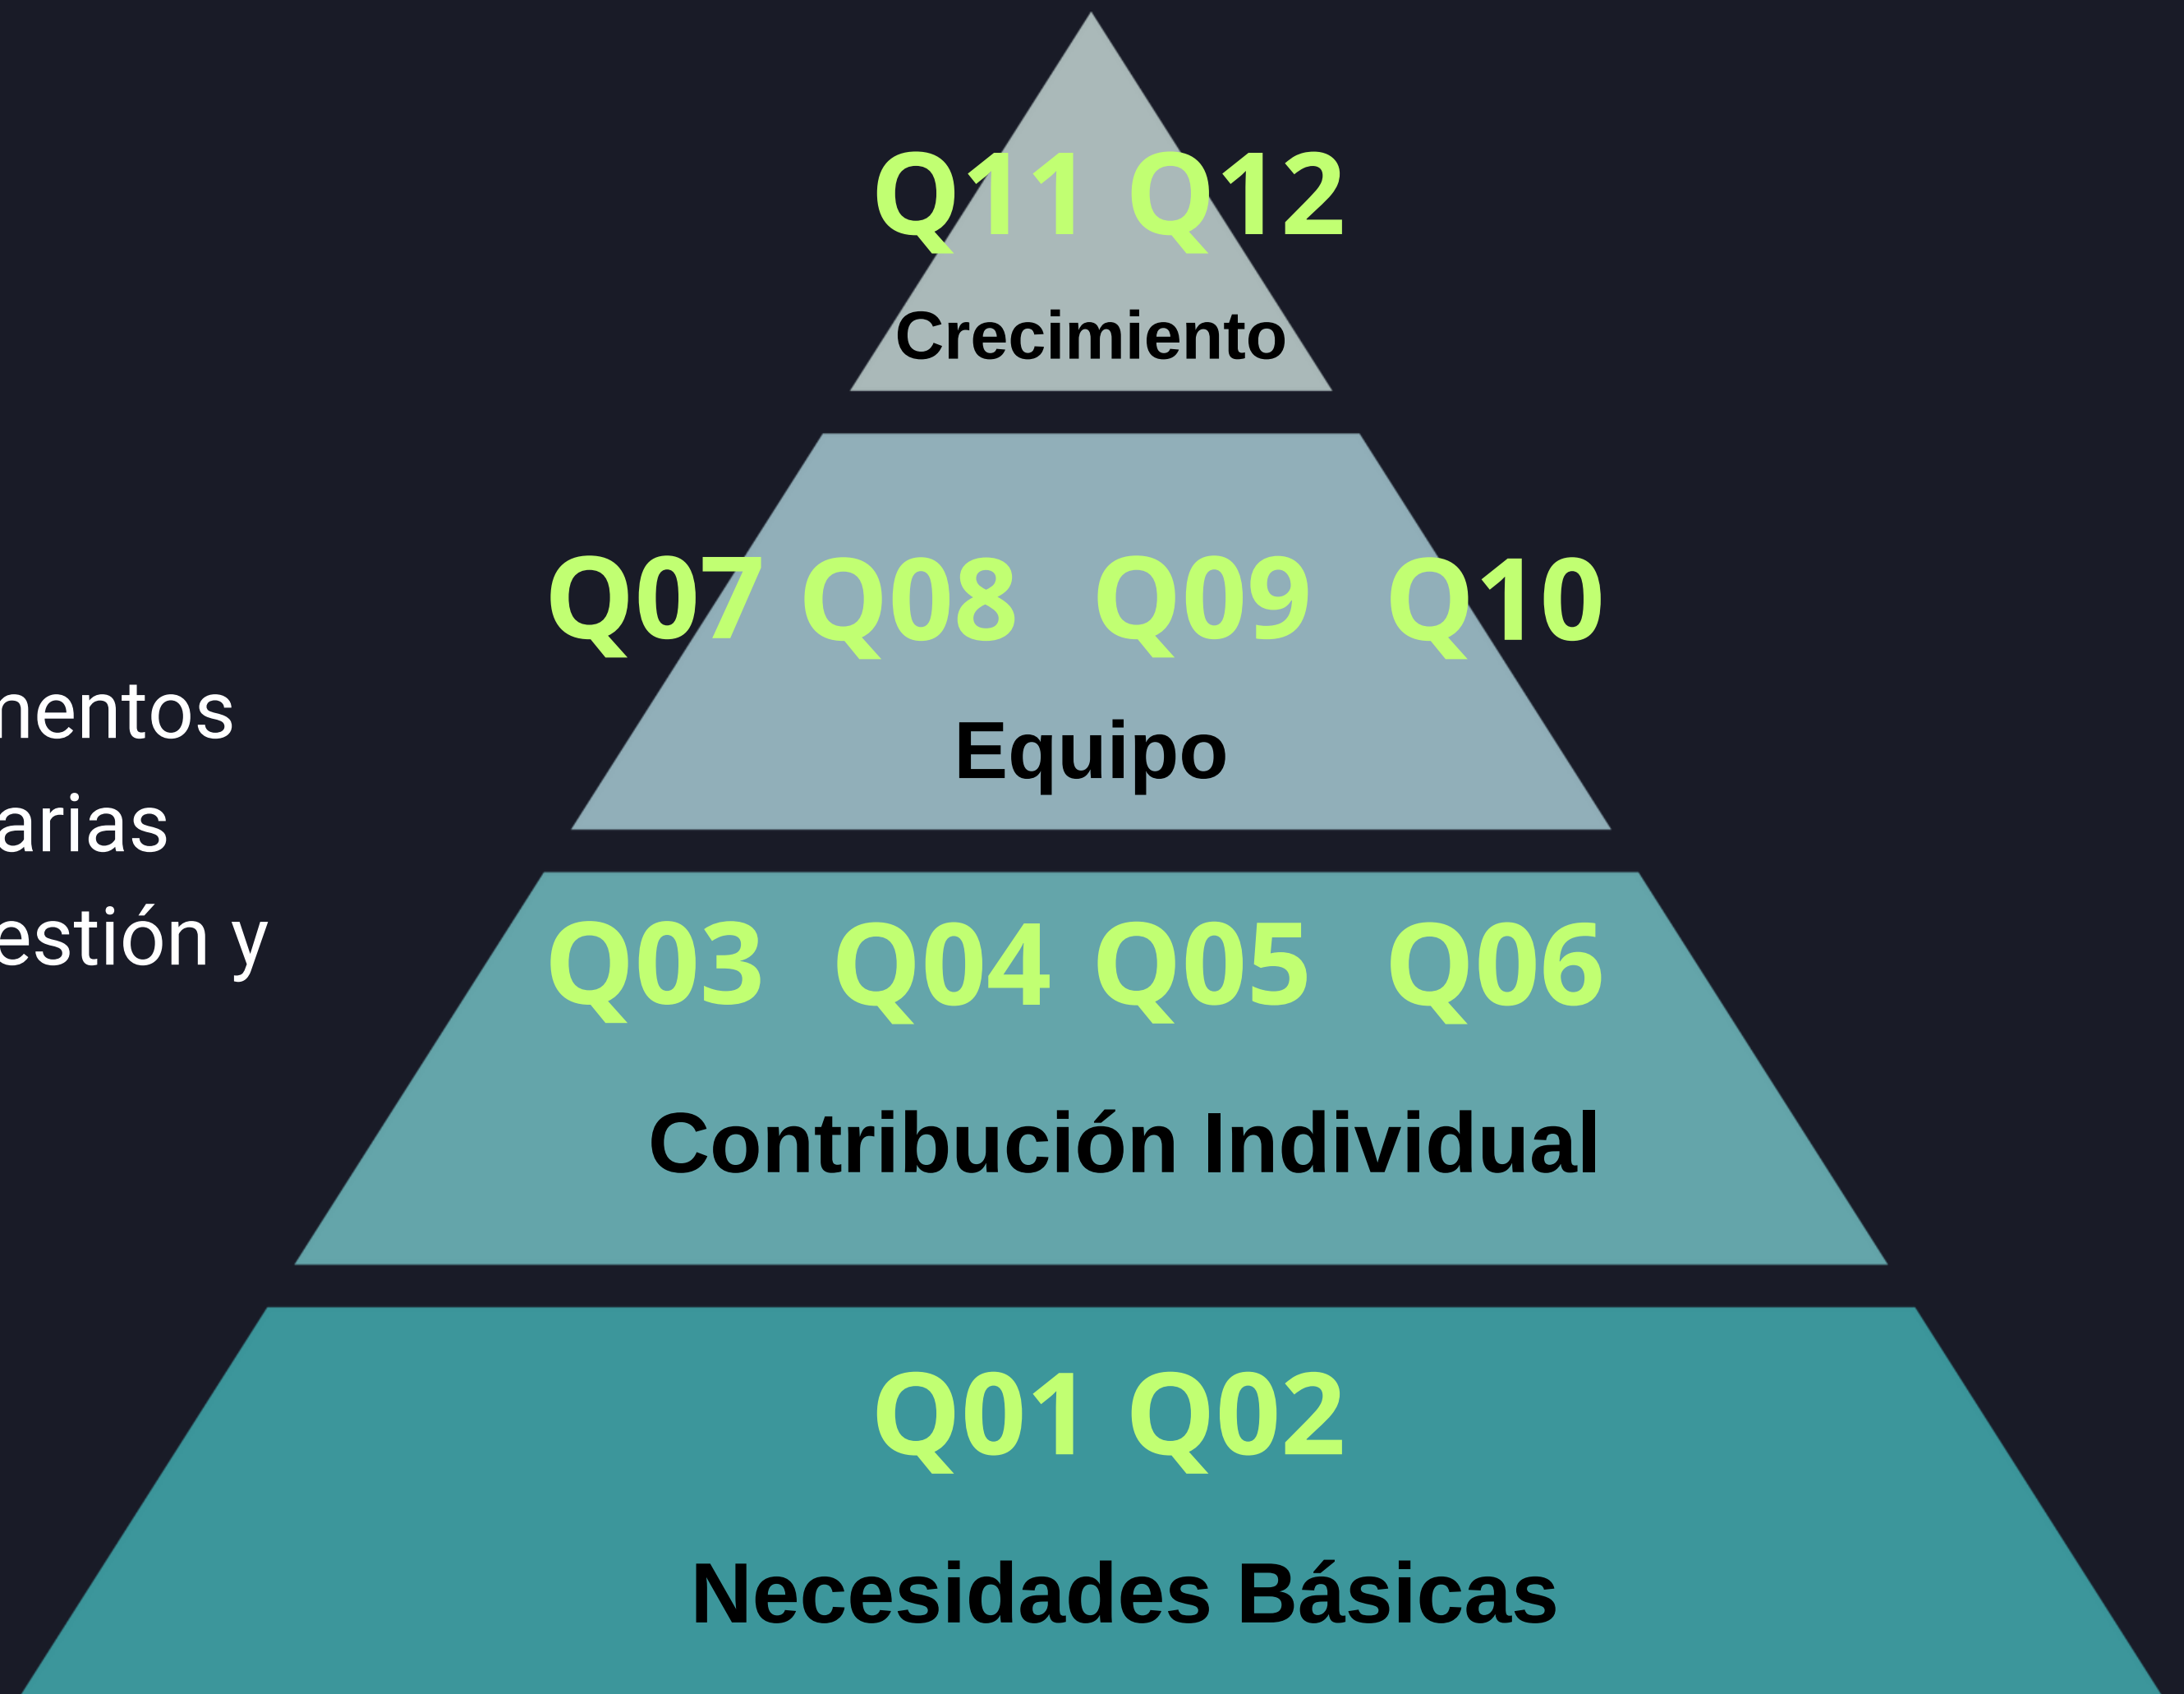 Q11 Q12
Crecimiento
Q07 Q08 Q09 Q10
Equipo
mentos
arias
estión y
Q03 Q04 Q05 Q06
Contribución Individual
Q01 Q02
Necesidades Básicas